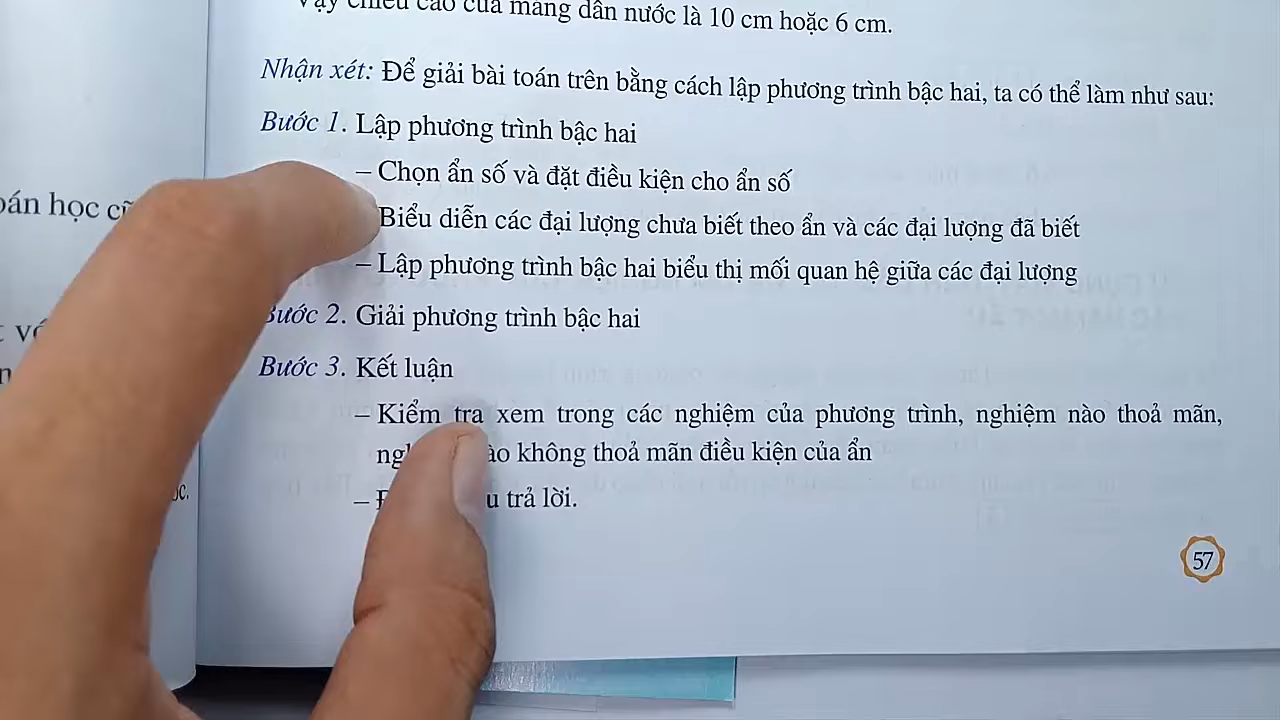 Vậy chiều cao của máng dẫn nước là 10 cm hoặc 6 cm.
Nhận xét: Để giải bài toán trên bằng cách lập phương trình bậc hai, ta có thể làm như sau:
Bước 1. Lập phương trình bậc hai
– Chọn ẩn số và đặt điều kiện cho ẩn số
oán học
Biểu diễn các đại lượng chưa biết theo ẩn và các đại lượng đã biết
– Lập phương trình bậc hai biểu thị mối quan hệ giữa các đại lượng
Bước 2. Giải phương trình bậc hai
Bước 3. Kết luận
– Kiểm tra xem trong các nghiệm của phương trình, nghiệm nào thoả mãn,
không thoả mãn điều kiện của ẩn
– trả lời.
57